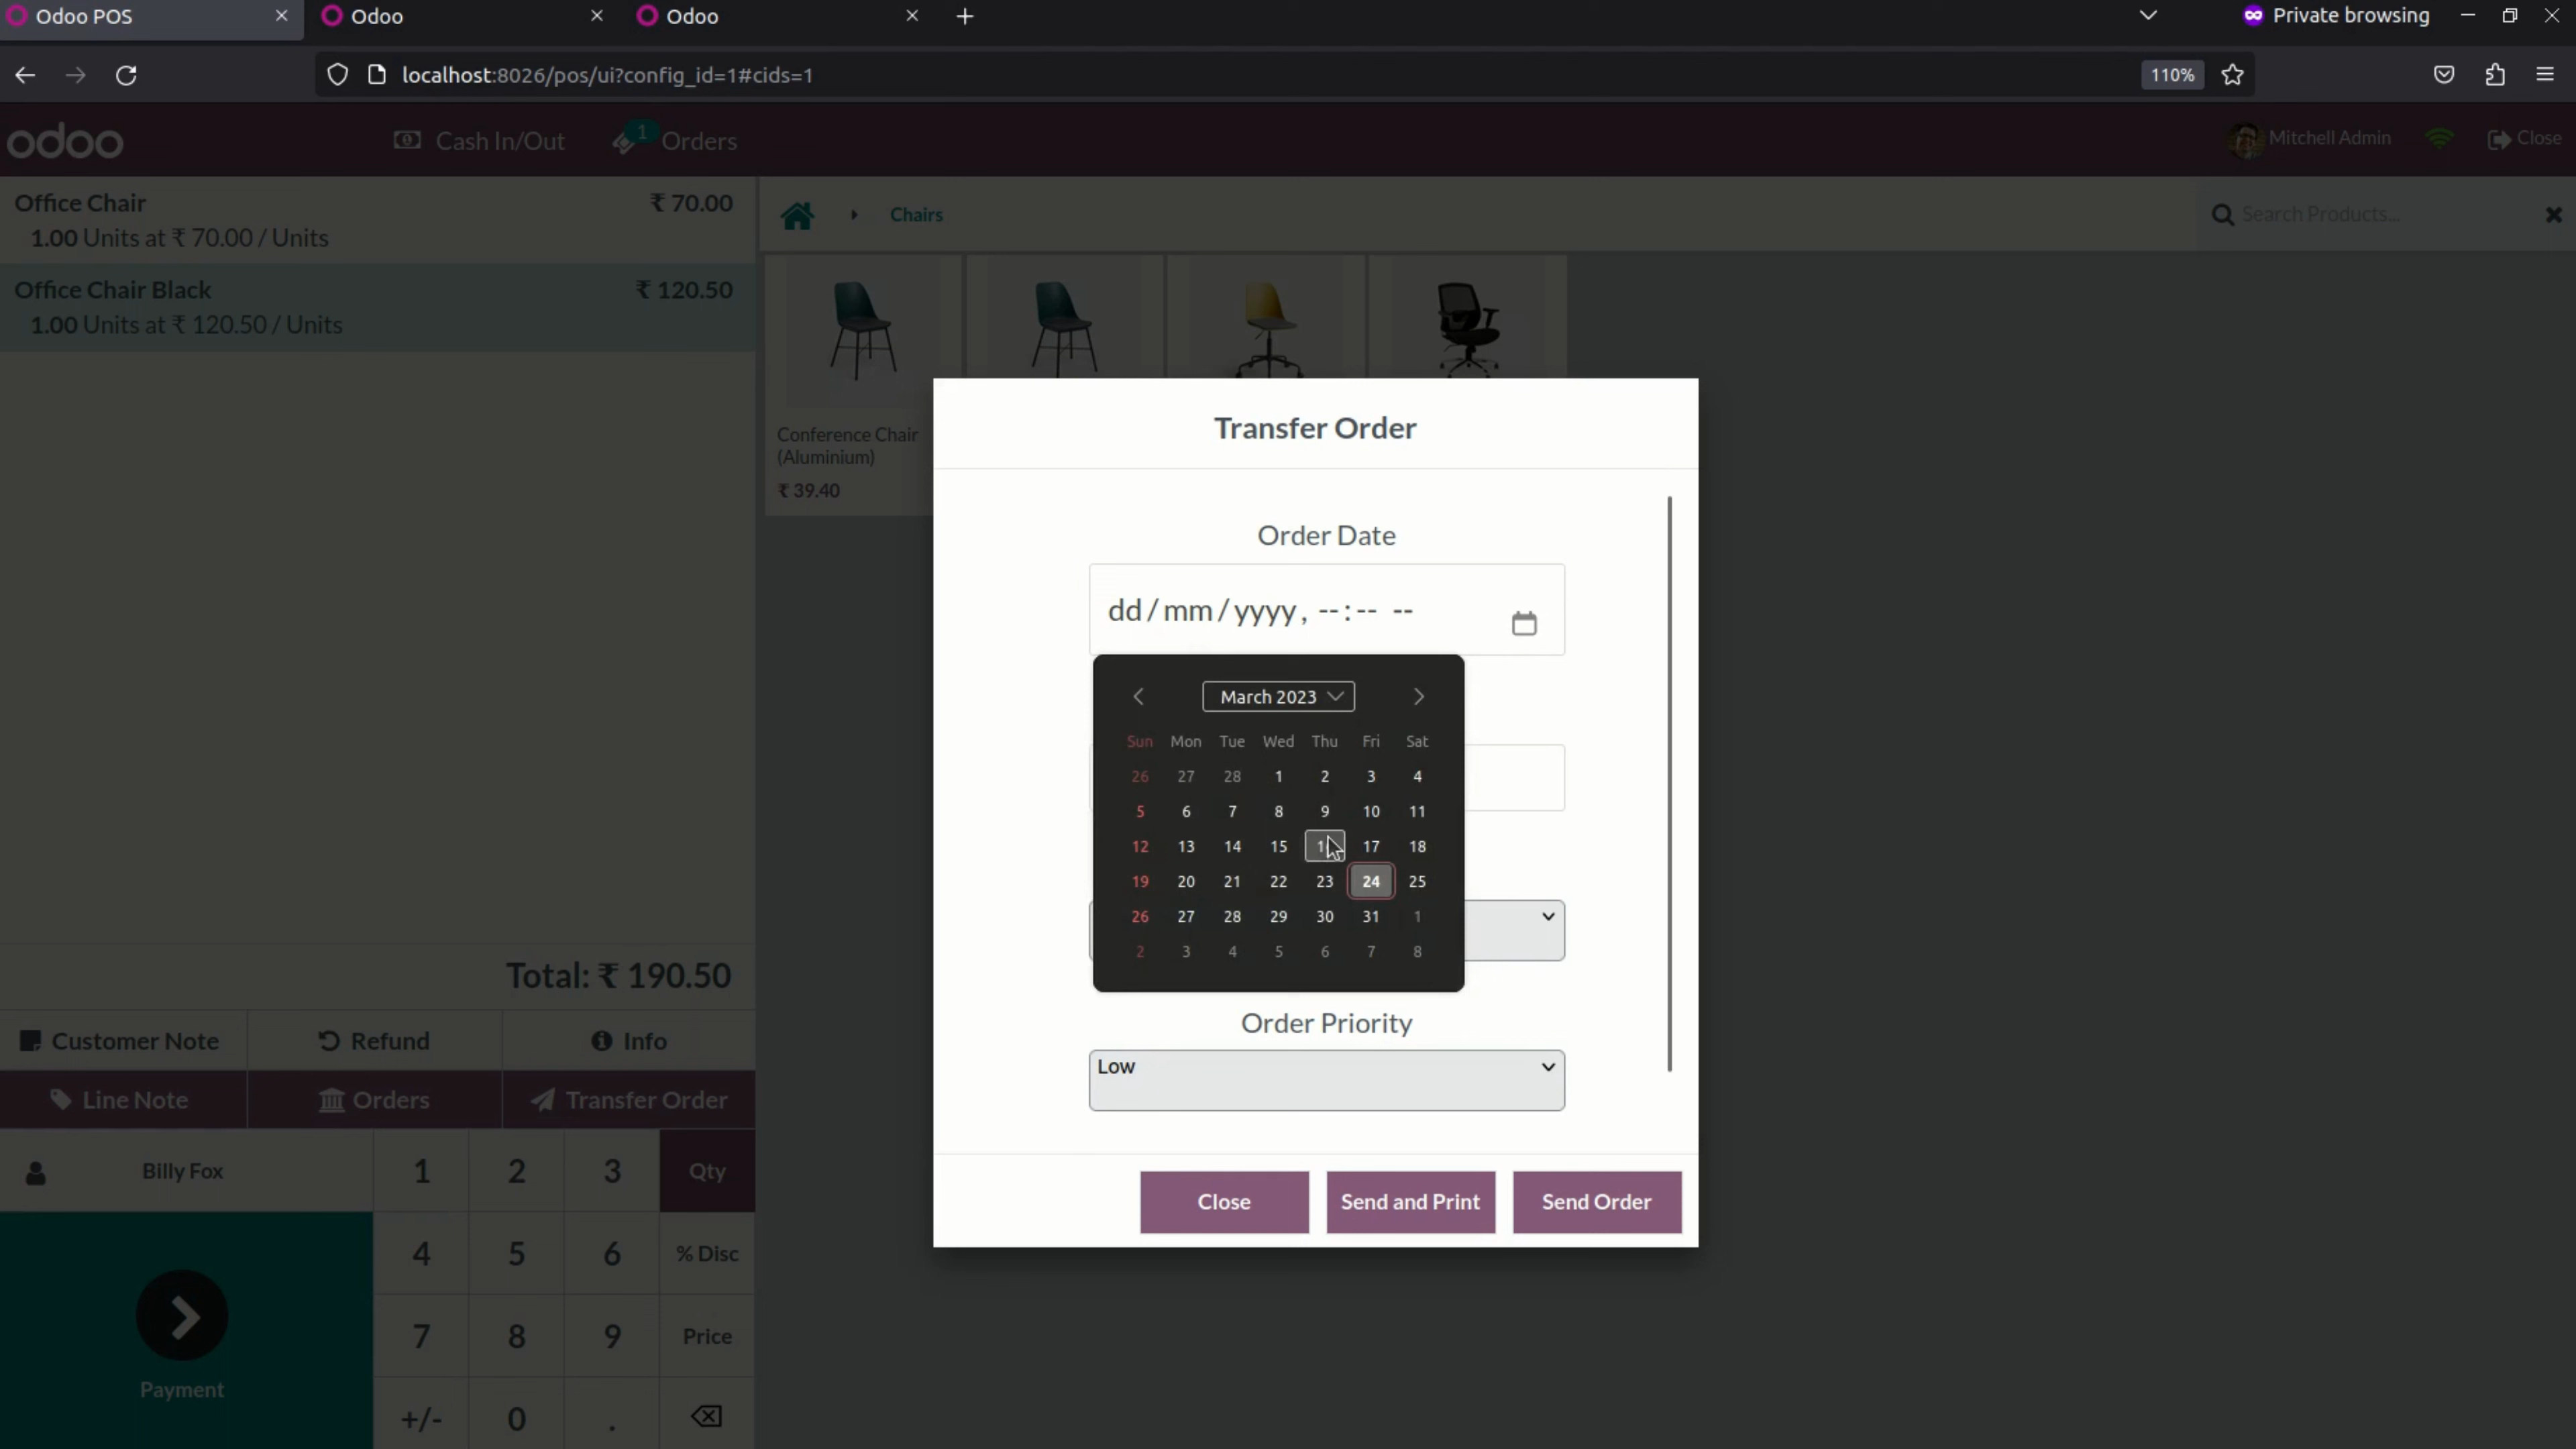 Odoo POS
Odoo
Odoo
Private browsing
localhost:8026/pos/ui?config_id=1#cids=1
110%
odoo
Cash In/Out
1
Orders
Mitchell Admin
Close
Office Chair
₹ 70.00
1.00 Units at ₹ 70.00 / Units
Office Chair Black
₹ 120.50
1.00 Units at ₹ 120.50 / Units
Total: ₹ 190.50
Customer Note
Refund
Info
Line Note
Orders
Transfer Order
Billy Fox
1 2 3 Qty
4 5 6 % Disc
7 8 9 Price
+/- 0 .
Payment
Chairs
Search Products...
Conference Chair
(Aluminium)
₹ 39.40
Transfer Order
Order Date
dd/mm/yyyy, --:-- --
March 2023
Sun Mon Tue Wed Thu Fri Sat
26 27 28 1 2 3 4
5 6 7 8 9 10 11
12 13 14 15 17 18
19 20 21 22 23 24 25
26 27 28 29 30 31 1
2 3 4 5 6 7 8
Order Priority
Low
Close
Send and Print
Send Order